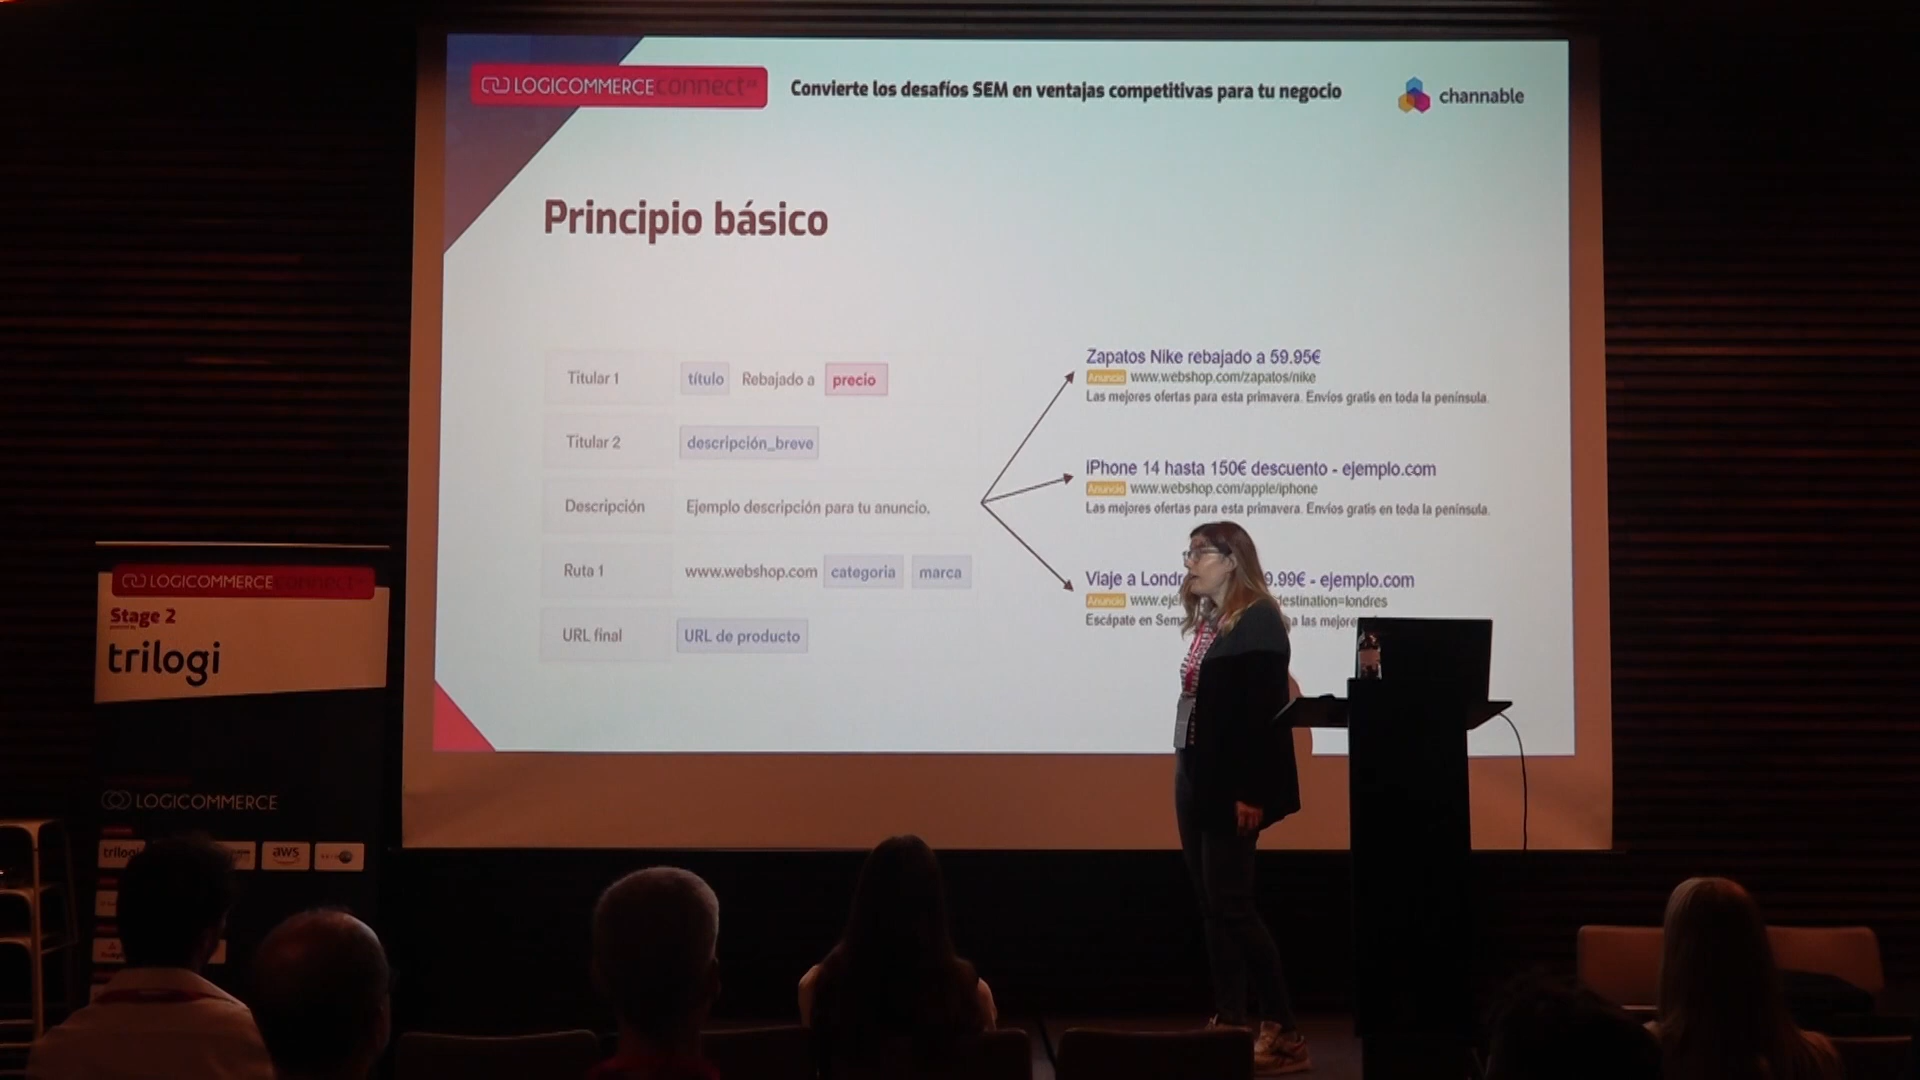 LOGICOMMERCE connect
Convierte los desafíos SEM en ventajas competitivas para tu negocio
channable
Principio básico
Titular 1 título Rebajado a precio
Titular 2 descripción_breve
Descripción Ejemplo descripción para tu anuncio.
Ruta 1 www.webshop.com categoria marca
URL final URL de producto
Zapatos Nike rebajado a 59.95€
Anuncio www.webshop.com/zapatos/nike
Las mejores ofertas para esta primavera. Envíos gratis en toda la península.
iPhone 14 hasta 150€ descuento - ejemplo.com
Anuncio www.webshop.com/apple/iphone
Las mejores ofertas para esta primavera. Envíos gratis en toda la península.
Viaje a Londr 9.99€ - ejemplo.com
Anuncio www.eje destination=londres
Escápate en Sem a las mejore
LOGICOMMERCE connect
Stage 2
trilogi
LOGICOMMERCE
trilogi
aws